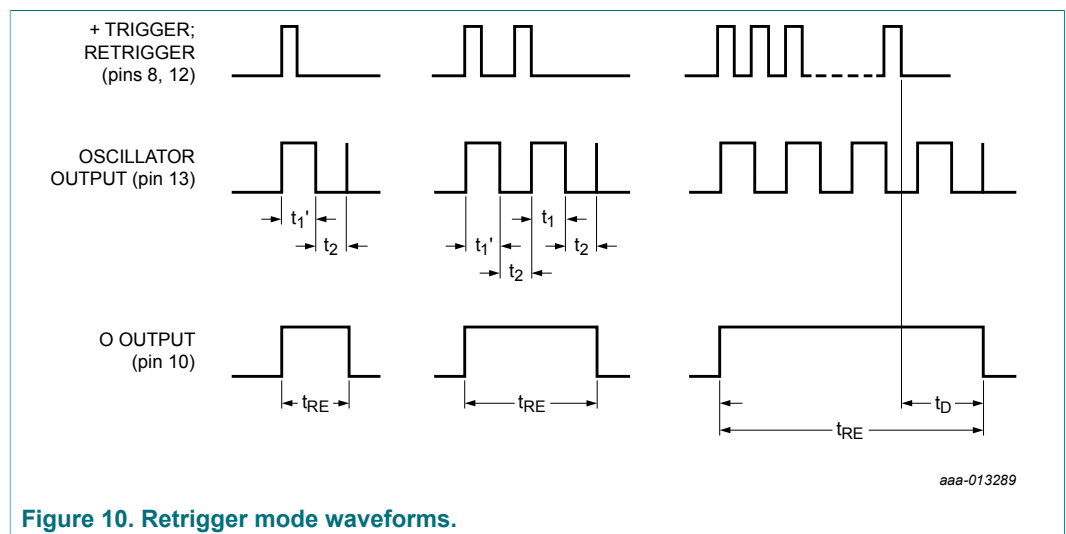 + TRIGGER;
RETRIGGER
(pins 8, 12)
OSCILLATOR
OUTPUT (pin 13)
t1'
t2
t1'
t1
t2
t2
O OUTPUT
(pin 10)
tRE
tRE
tD
tRE
aaa-013289
Figure 10. Retrigger mode waveforms.